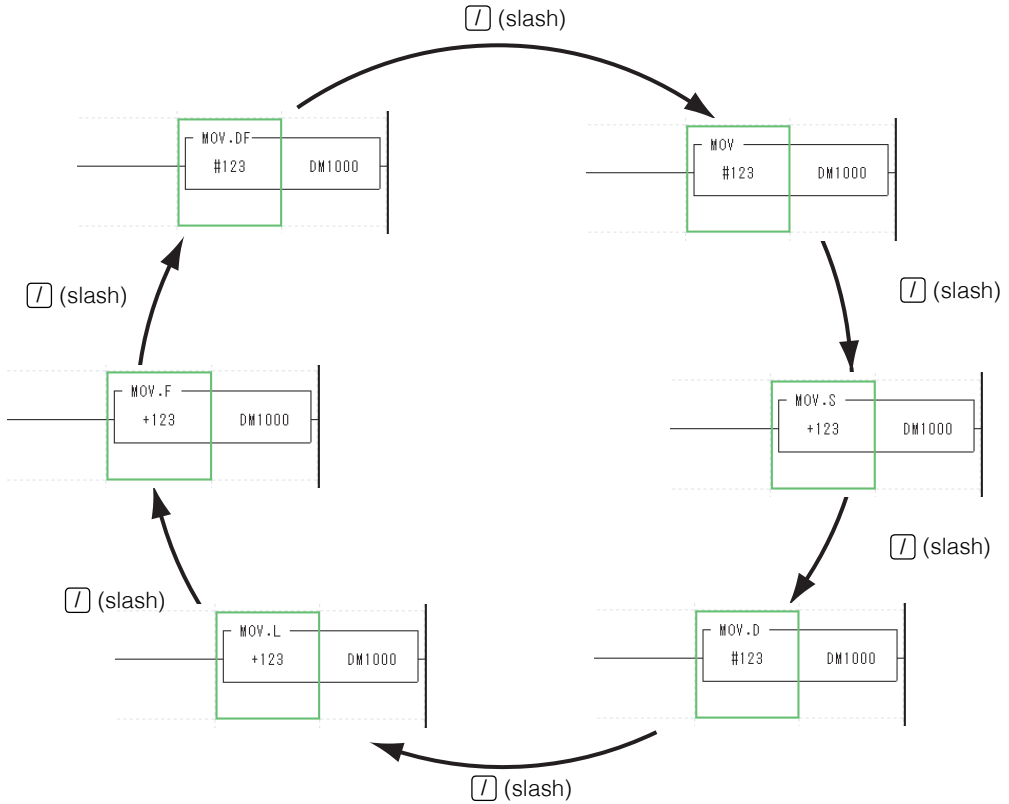 / (slash)
MOV.DF
#123 DM1000
MOV
#123 DM1000
/ (slash)
/ (slash)
MOV.F
+123 DM1000
MOV.S
+123 DM1000
/ (slash)
/ (slash)
MOV.L
+123 DM1000
MOV.D
#123 DM1000
/ (slash)